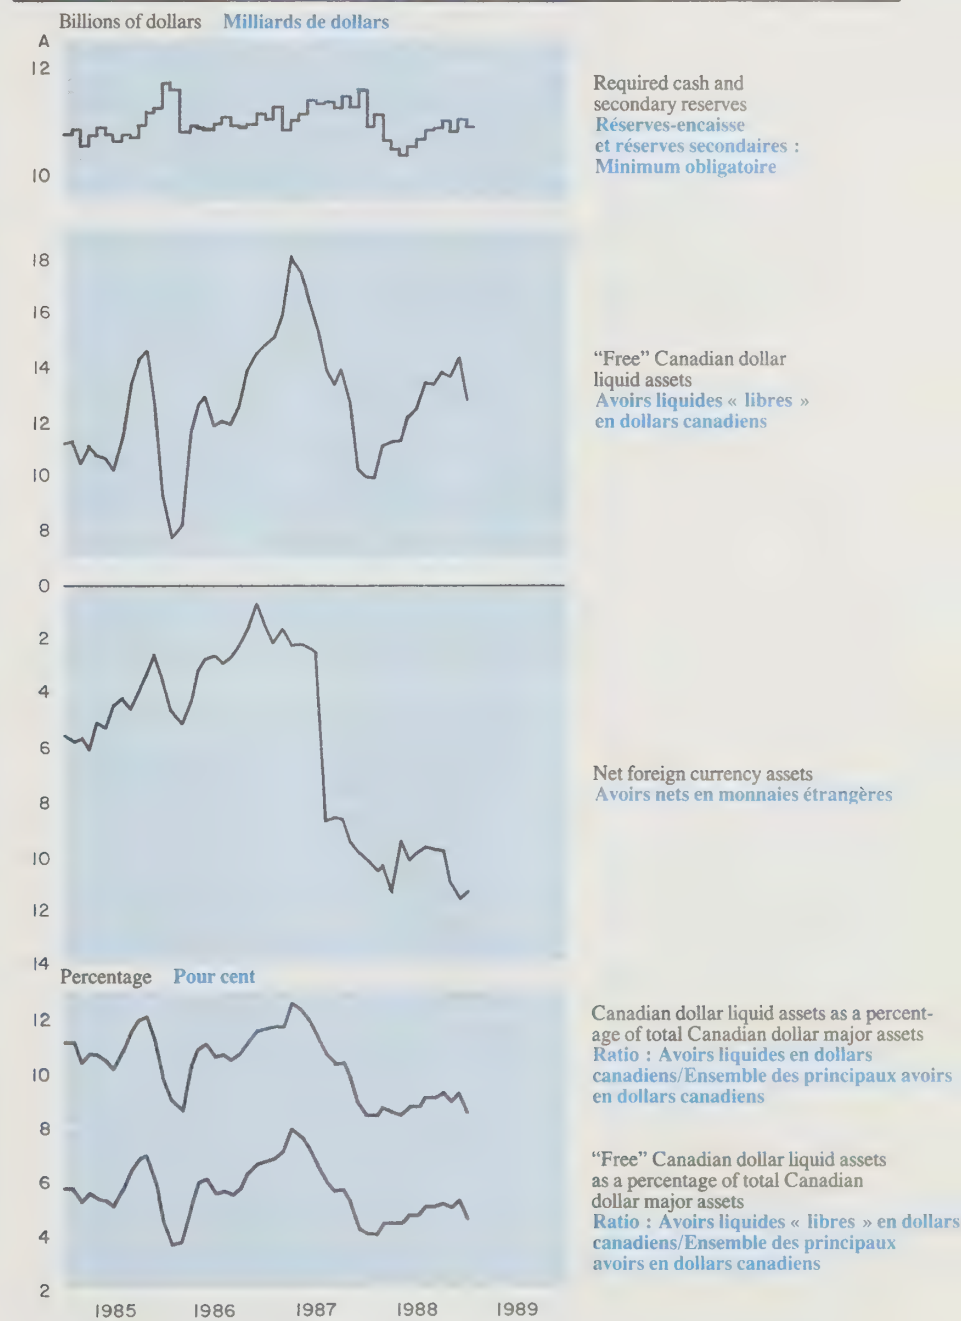 Billions of dollars Milliards de dollars
A
12
10
Required cash and
secondary reserves
Réserves-encaisse
et réserves secondaires :
Minimum obligatoire
18
16
14
12
10
8
“Free” Canadian dollar
liquid assets
Avoirs liquides « libres »
en dollars canadiens
0
2
4
6
8
10
12
14
Net foreign currency assets
Avoirs nets en monnaies étrangères
Percentage Pour cent
12
10
8
6
4
2
Canadian dollar liquid assets as a percent-
age of total Canadian dollar major assets
Ratio : Avoirs liquides en dollars
canadiens/Ensemble des principaux avoirs
en dollars canadiens
“Free” Canadian dollar liquid assets
as a percentage of total Canadian
dollar major assets
Ratio : Avoirs liquides « libres » en dollars
canadiens/Ensemble des principaux
avoirs en dollars canadiens
1985 1986 1987 1988 1989